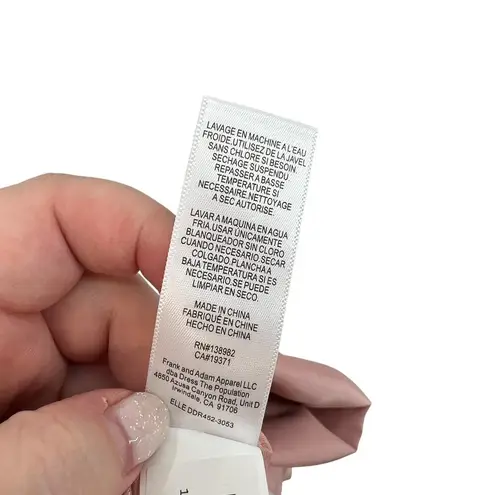 LAVAGE EN MACHINE A L'EAU
FROIDE.UTILISEZ DE LA JAVEL
SANS CHLORE SI BESOIN.
SECHAGE SUSPENDU
REPASSER A BASSE
TEMPERATURE SI
NECESSAIRE.NETTOYAGE
A SEC AUTORISE.
LAVAR A MAQUINA EN AGUA
FRIA.USAR UNICAMENTE
BLANQUEADOR SIN CLORO
CUANDO NECESARIO.SECAR
COLGADO.PLANCHA A
BAJA TEMPERATURA SI ES
NECESARIO.SE PUEDE
LIMPIAR EN SECO.
MADE IN CHINA
FABRIQUÉ EN CHINE
HECHO EN CHINA
RN#138982
CA#19371
Frank and Adam Apparel LLC
dba Dress The Population
4850 Azusa Canyon Road, Unit D
Irwindale, CA 91706
ELLE DDR462-3053